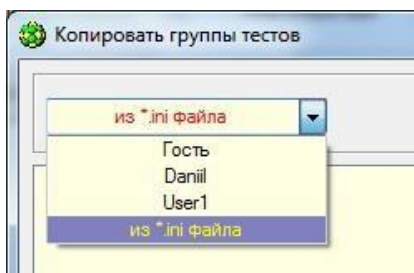 Копировать группы тестов
из *.ini файла
Гость
Daniil
User1
из *.ini файла